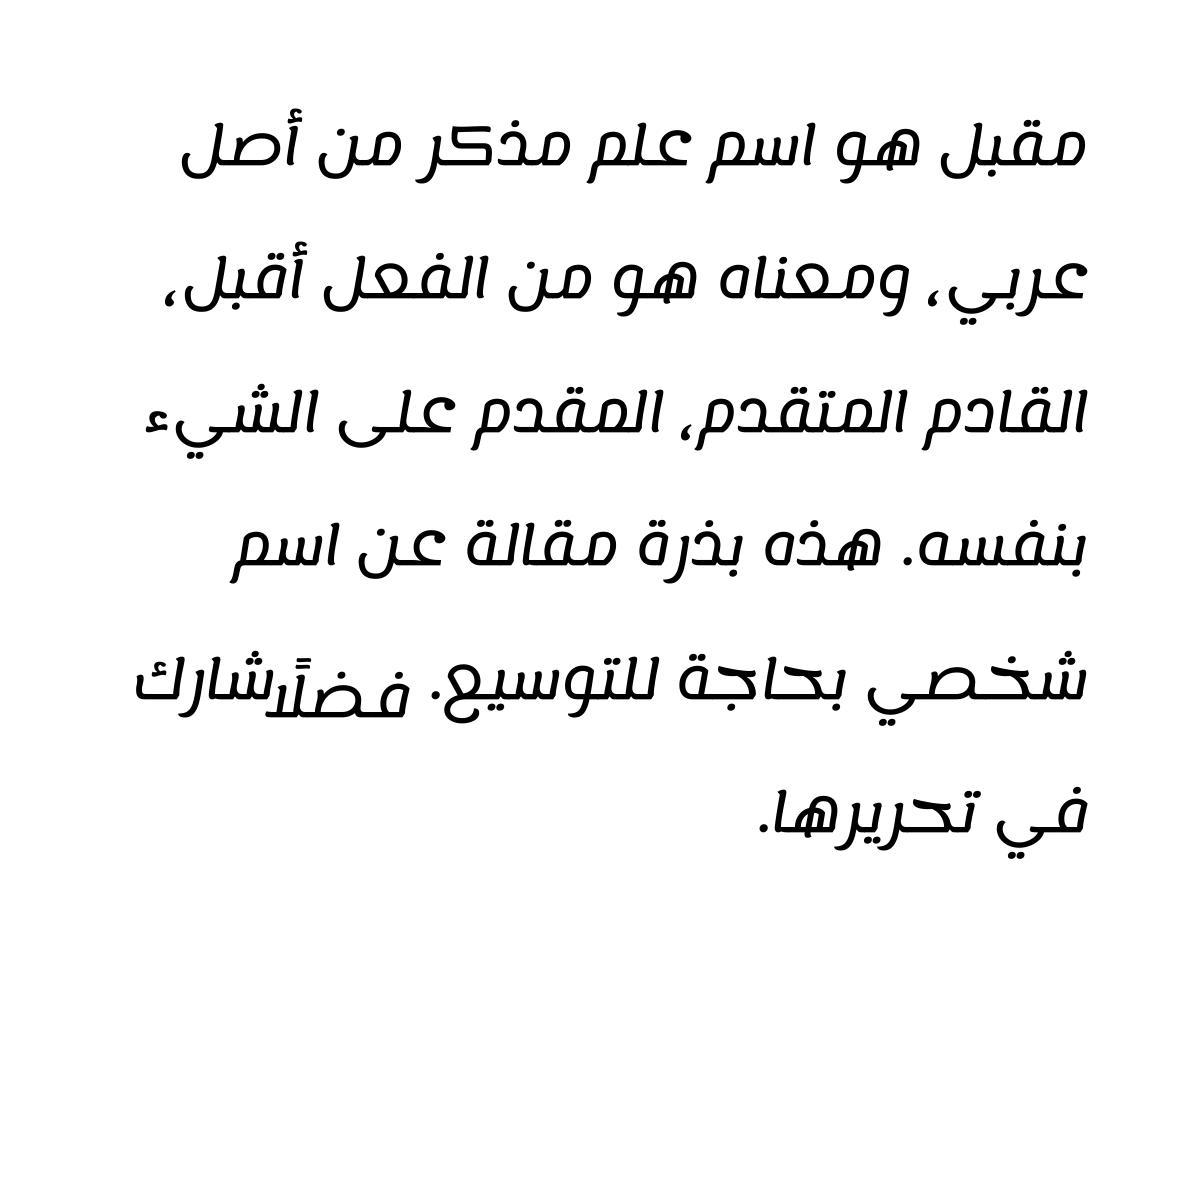 مقبل هو اسم علم مذكر من أصل
عربي، ومعناه هو من الفعل أقبل،
القادم المتقدم، المقدم على الشيء
بنفسه. هذه بذرة مقالة عن اسم
شخصي بحاجة للتوسيع. فضلًا شارك
في تحريرها.